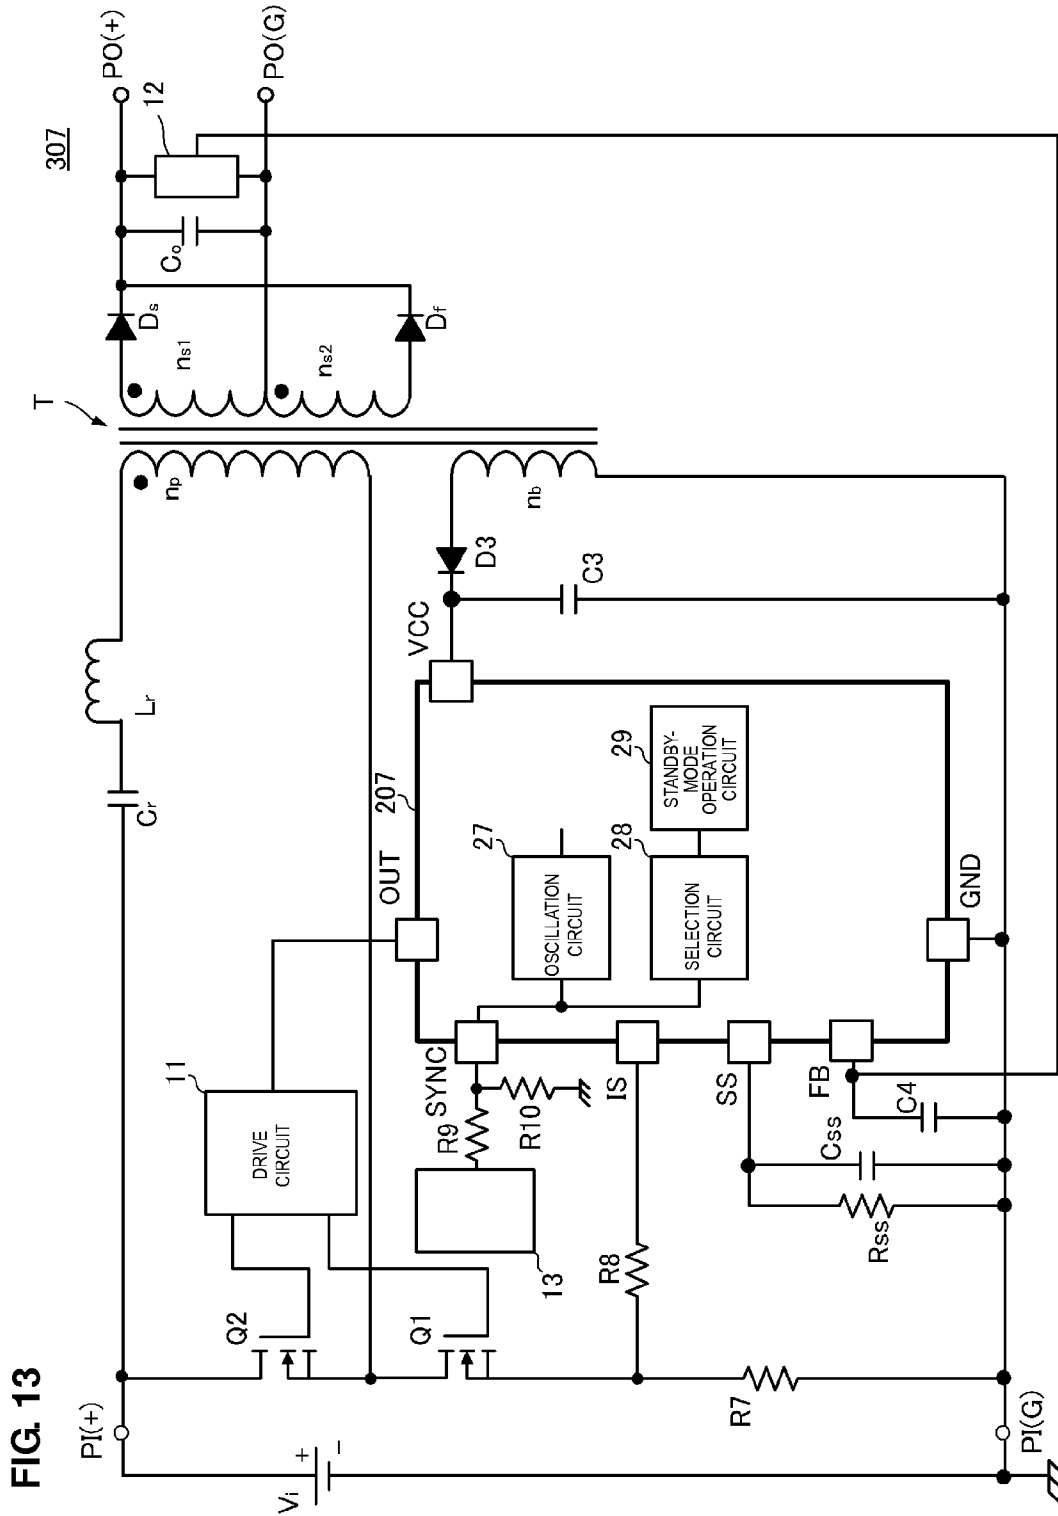 FIG. 13
307
PI(+)
Vi
+
−
PI(G)
Q2
Q1
R7
R8
11
DRIVE
CIRCUIT
13
R9
R10
SYNC
IS
SS
FB
Rss
Css
C4
OUT
207
27
OSCILLATION
CIRCUIT
28
SELECTION
CIRCUIT
29
STANDBY-
MODE
OPERATION
CIRCUIT
GND
VCC
Cr
Lr
D3
C3
T
np
nb
ns1
ns2
Ds
Df
Co
12
PO(+)
PO(G)